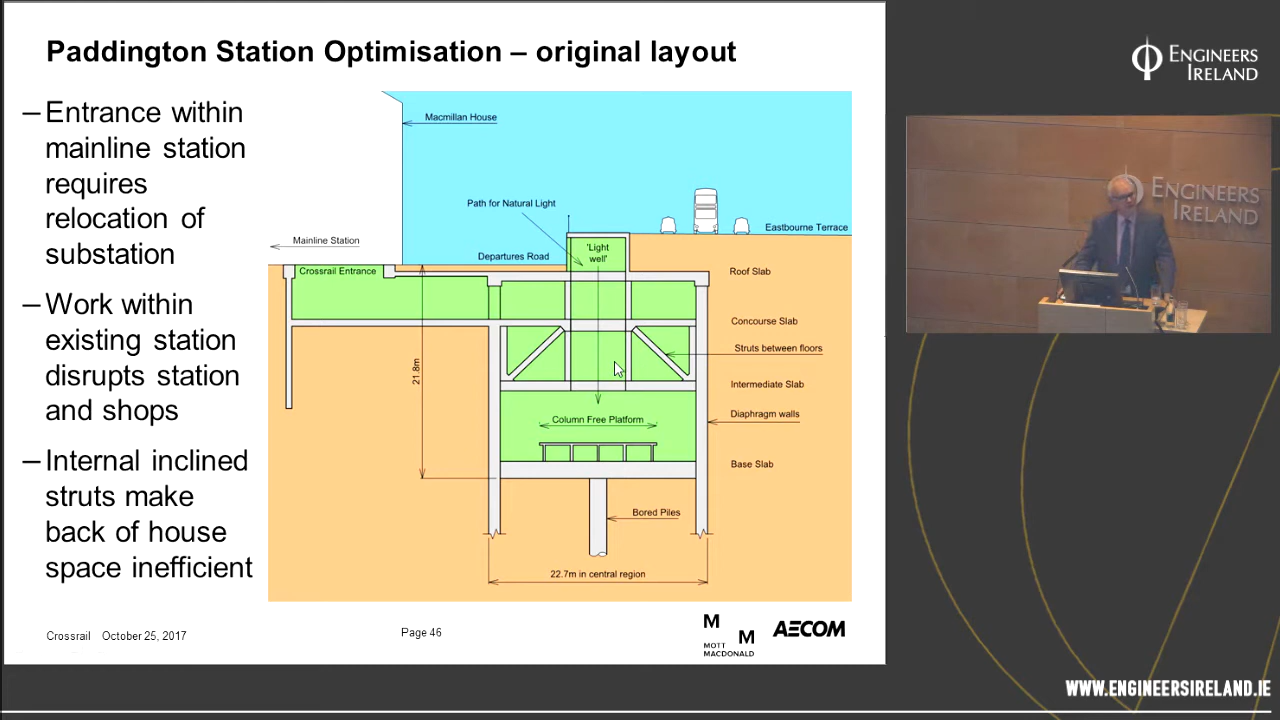 Paddington Station Optimisation – original layout
– Entrance within
mainline station
requires
relocation of
substation
– Work within
existing station
disrupts station
and shops
– Internal inclined
struts make
back of house
space inefficient
Macmillan House
Path for Natural Light
Mainline Station
Crossrail Entrance
Departures Road
'Light
well'
Eastbourne Terrace
Roof Slab
Concourse Slab
Struts between floors
21.8m
Intermediate Slab
Diaphragm walls
Column Free Platform
Base Slab
Bored Piles
22.7m in central region
Crossrail October 25, 2017
Page 46
M
M
MOTT
MACDONALD
AECOM
ENGINEERS
IRELAND
ENGINEERS
IRELAND
WWW.ENGINEERSIRELAND.IE